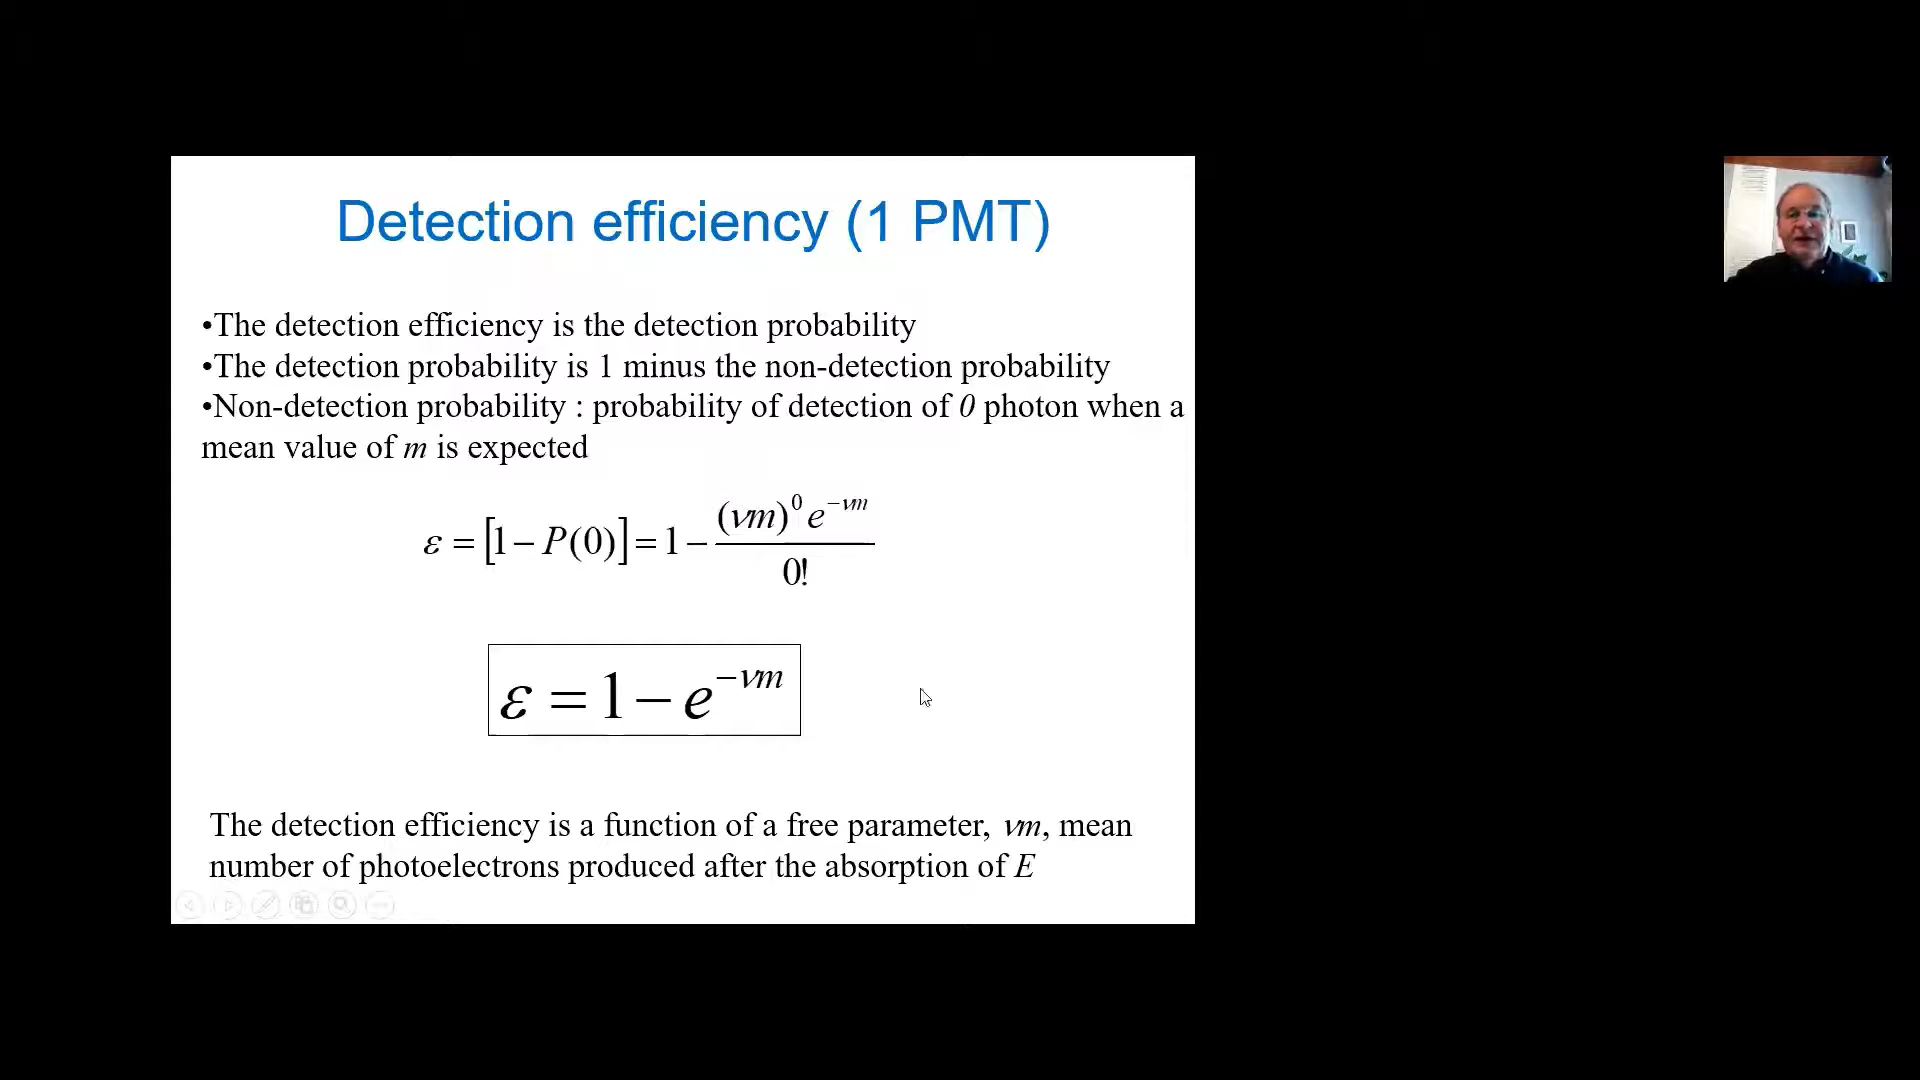 Detection efficiency (1 PMT)
•The detection efficiency is the detection probability
•The detection probability is 1 minus the non-detection probability
•Non-detection probability : probability of detection of 0 photon when a
mean value of m is expected
ε = [1 − P(0)] = 1 − (νm)⁰ e^(−νm) / 0!
ε = 1 − e^(−νm)
The detection efficiency is a function of a free parameter, νm, mean
number of photoelectrons produced after the absorption of E